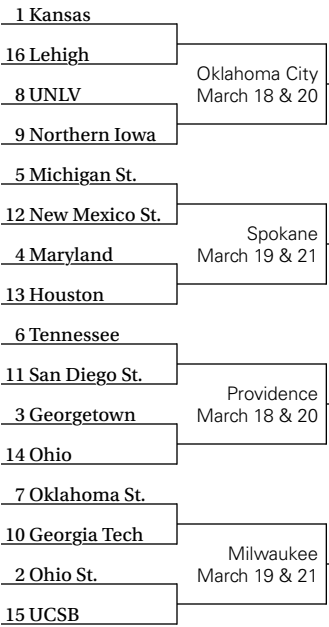 1 Kansas
16 Lehigh
Oklahoma City
March 18 & 20
8 UNLV
9 Northern Iowa
5 Michigan St.
12 New Mexico St.
Spokane
March 19 & 21
4 Maryland
13 Houston
6 Tennessee
11 San Diego St.
Providence
March 18 & 20
3 Georgetown
14 Ohio
7 Oklahoma St.
10 Georgia Tech
Milwaukee
March 19 & 21
2 Ohio St.
15 UCSB